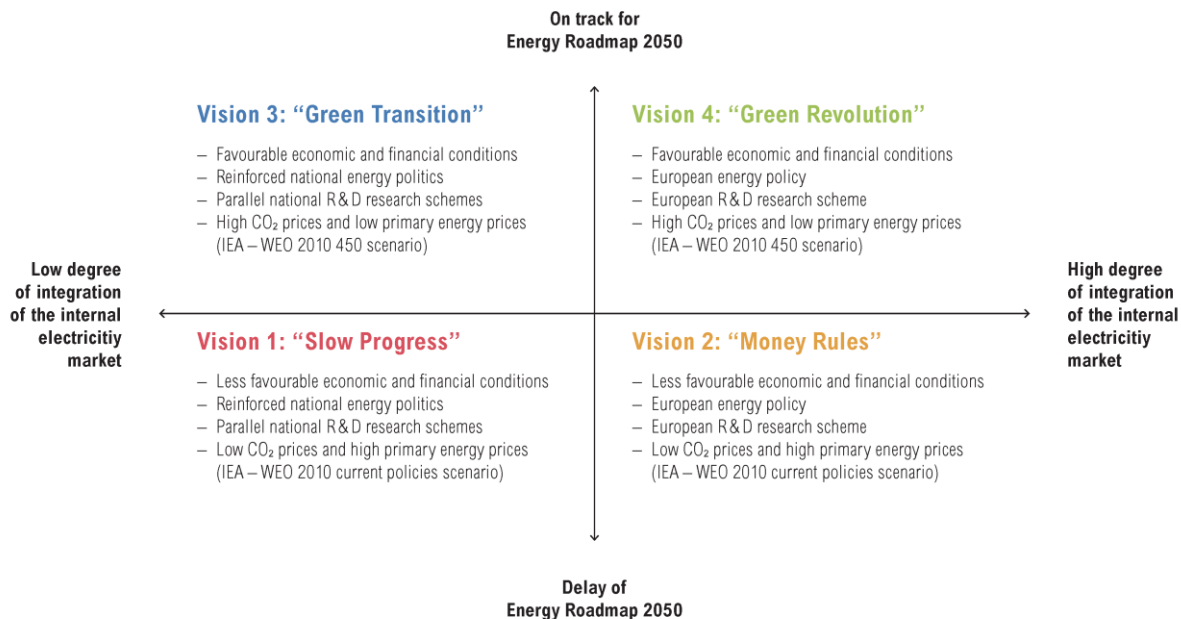 On track for
Energy Roadmap 2050
Vision 3: “Green Transition”
– Favourable economic and financial conditions
– Reinforced national energy politics
– Parallel national R & D research schemes
– High CO₂ prices and low primary energy prices
(IEA – WEO 2010 450 scenario)
Vision 4: “Green Revolution”
– Favourable economic and financial conditions
– European energy policy
– European R & D research scheme
– High CO₂ prices and low primary energy prices
(IEA – WEO 2010 450 scenario)
Low degree
of integration
of the internal
electricitiy
market
High degree
of integration
of the internal
electricitiy
market
Vision 1: “Slow Progress”
– Less favourable economic and financial conditions
– Reinforced national energy politics
– Parallel national R & D research schemes
– Low CO₂ prices and high primary energy prices
(IEA – WEO 2010 current policies scenario)
Vision 2: “Money Rules”
– Less favourable economic and financial conditions
– European energy policy
– European R & D research scheme
– Low CO₂ prices and high primary energy prices
(IEA – WEO 2010 current policies scenario)
Delay of
Energy Roadmap 2050